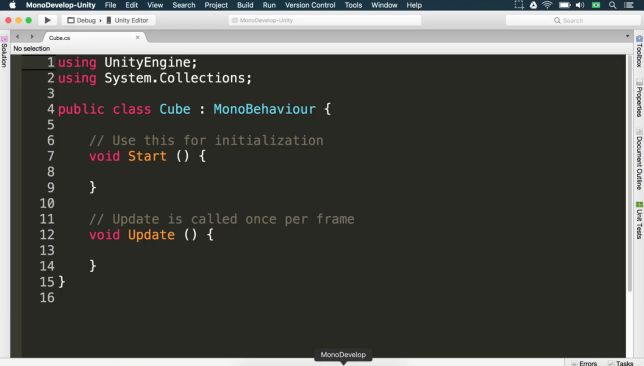 MonoDevelop-Unity File Edit View Search Project Build Run Version Control Tools Window Help
Debug › Unity Editor
MonoDevelop-Unity
Search
Cube.cs ×
No selection
Solution
1 using UnityEngine;
2 using System.Collections;
3
4 public class Cube : MonoBehaviour {
5
6 // Use this for initialization
7 void Start () {
8
9 }
10
11 // Update is called once per frame
12 void Update () {
13
14 }
15 }
16
Toolbox
Properties
Document Outline
Unit Tests
MonoDevelop
Errors Tasks